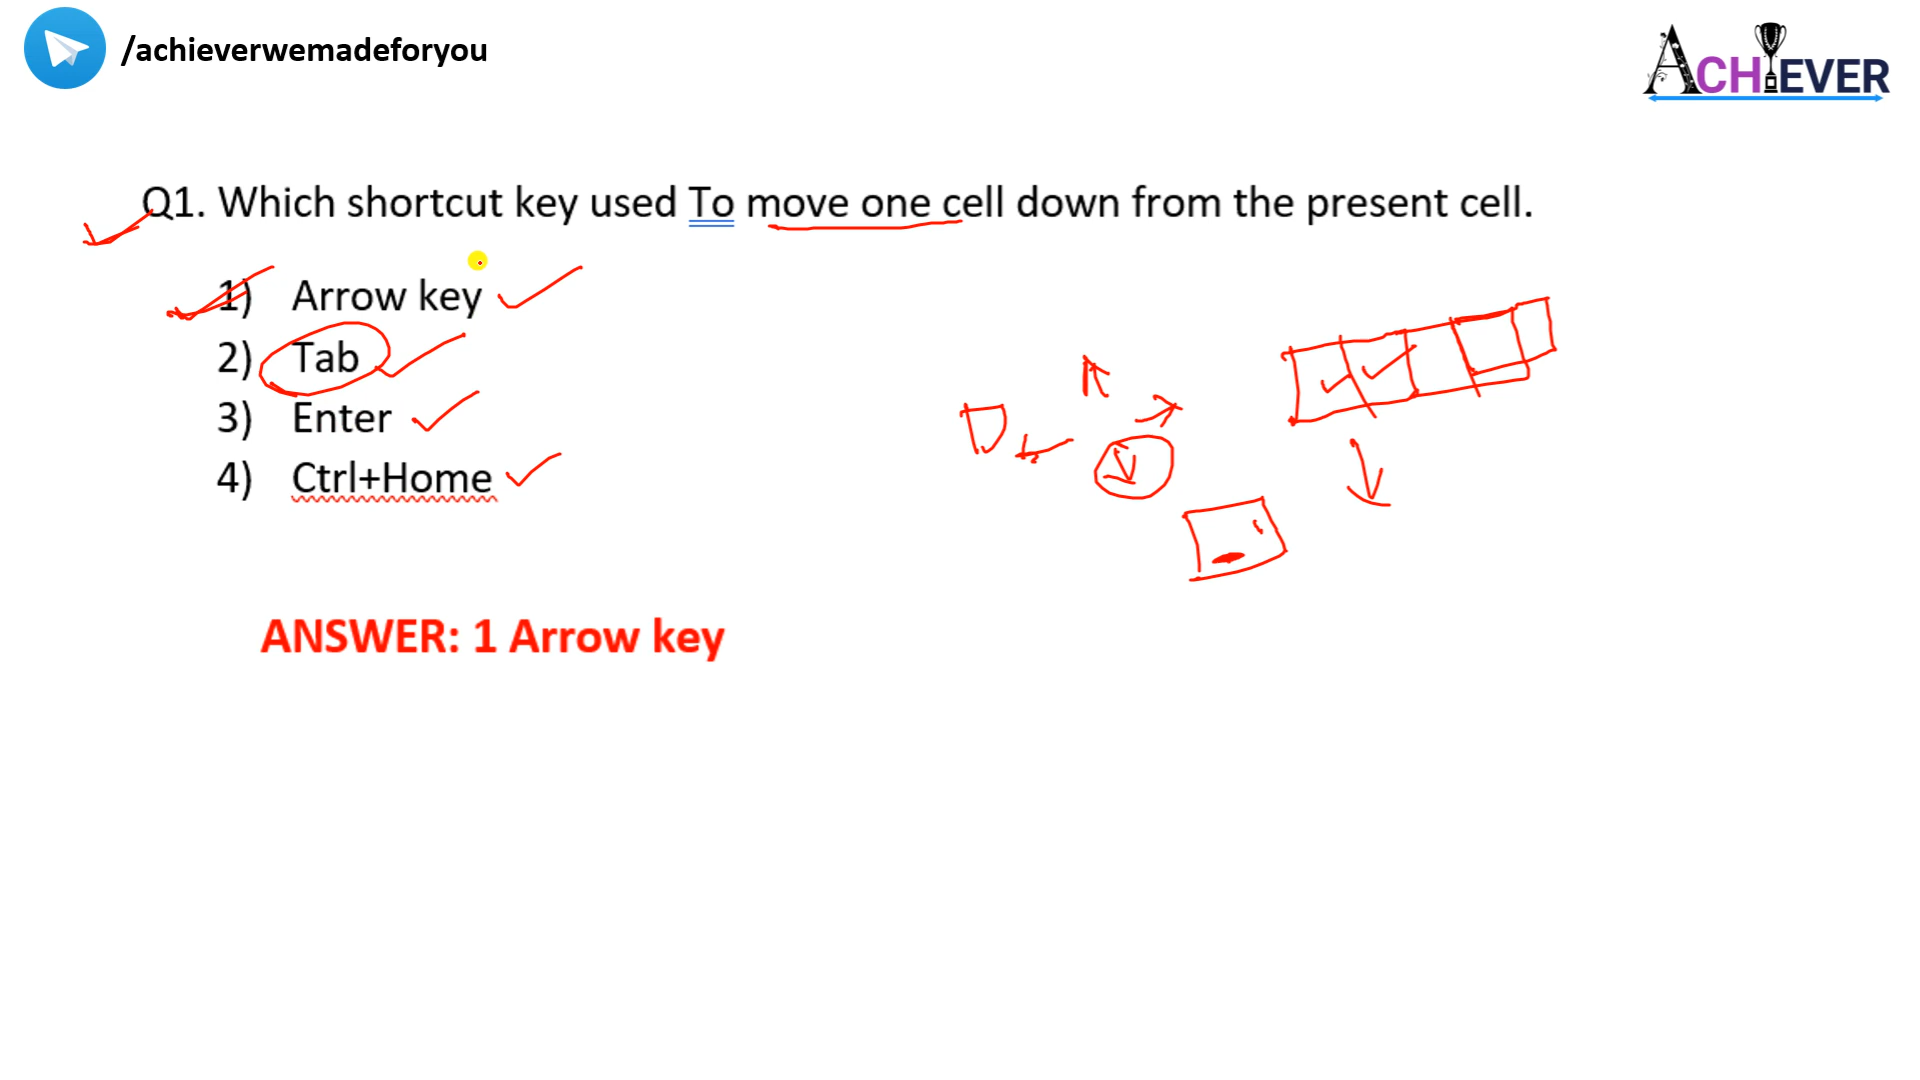 /achieverwemadeforyou
ACHIEVER
Q1. Which shortcut key used To move one cell down from the present cell.
1) Arrow key
2) Tab
3) Enter
4) Ctrl+Home
D
ANSWER: 1 Arrow key